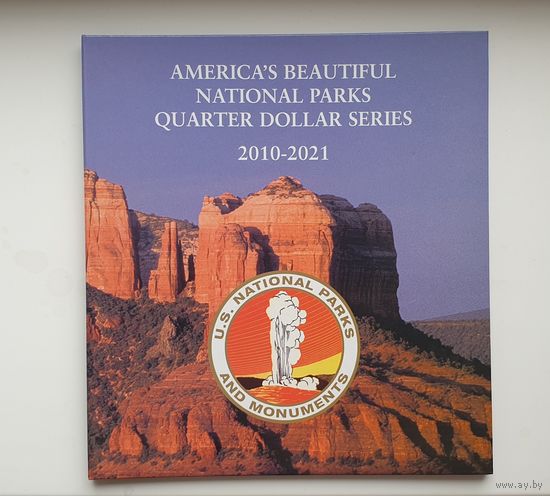 AMERICA'S BEAUTIFUL
NATIONAL PARKS
QUARTER DOLLAR SERIES
2010-2021
U.S. NATIONAL PARKS
AND MONUMENTS
www.ay.by